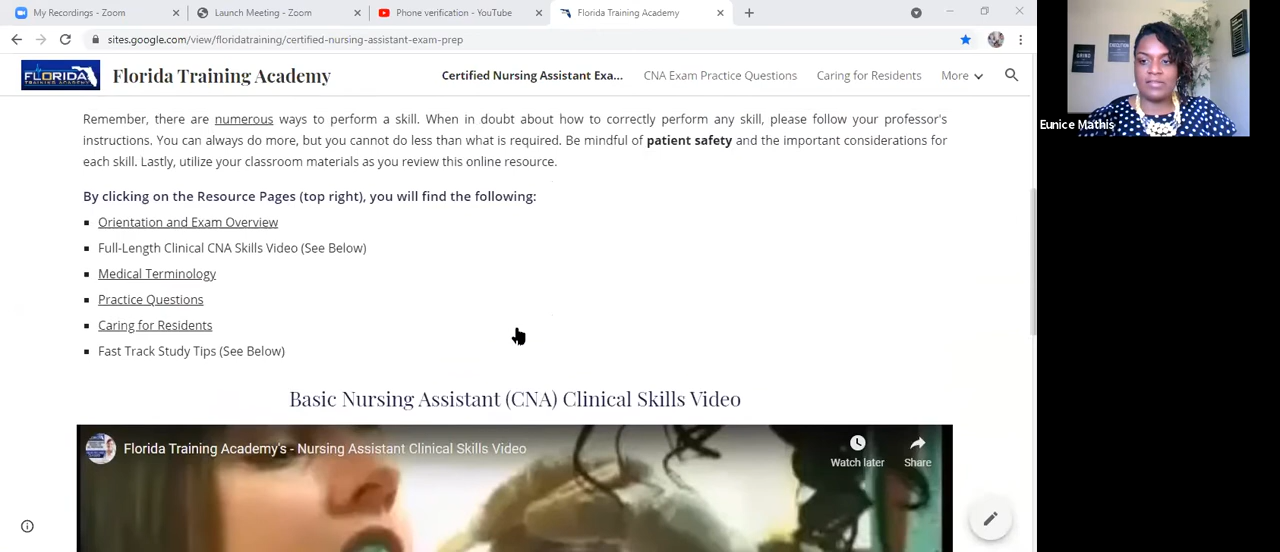 My Recordings - Zoom
Launch Meeting - Zoom
Phone verification - YouTube
Florida Training Academy
sites.google.com/view/floridatraining/certified-nursing-assistant-exam-prep
FLORIDA
TRAINING ACADEMY
Florida Training Academy
Certified Nursing Assistant Exa...
CNA Exam Practice Questions
Caring for Residents
More
Remember, there are numerous ways to perform a skill. When in doubt about how to correctly perform any skill, please follow your professor's
instructions. You can always do more, but you cannot do less than what is required. Be mindful of patient safety and the important considerations for
each skill. Lastly, utilize your classroom materials as you review this online resource.
By clicking on the Resource Pages (top right), you will find the following:
Orientation and Exam Overview
Full-Length Clinical CNA Skills Video (See Below)
Medical Terminology
Practice Questions
Caring for Residents
Fast Track Study Tips (See Below)
Basic Nursing Assistant (CNA) Clinical Skills Video
Florida Training Academy's - Nursing Assistant Clinical Skills Video
Watch later
Share
GRIND
EXECUTION
Eunice Mathis